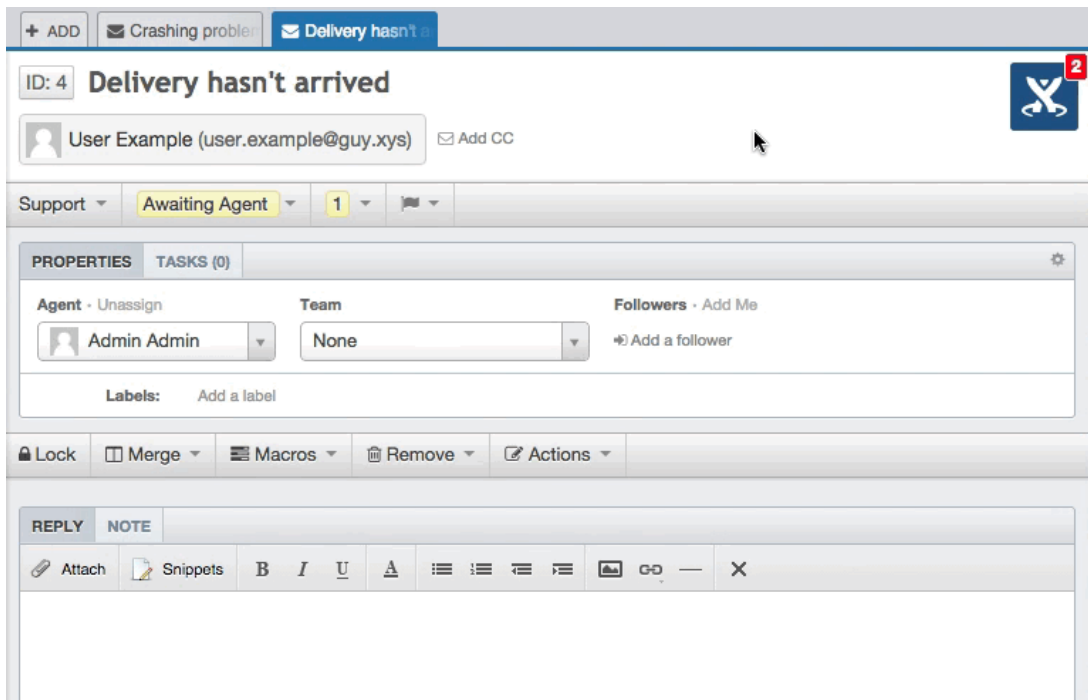 + ADD Crashing problem Delivery hasn't a
ID: 4 Delivery hasn't arrived
2
User Example (user.example@guy.xys) Add CC
Support Awaiting Agent 1
PROPERTIES TASKS (0)
Agent · Unassign Team Followers · Add Me
Admin Admin None Add a follower
Labels: Add a label
Lock Merge Macros Remove Actions
REPLY NOTE
Attach Snippets B I U A